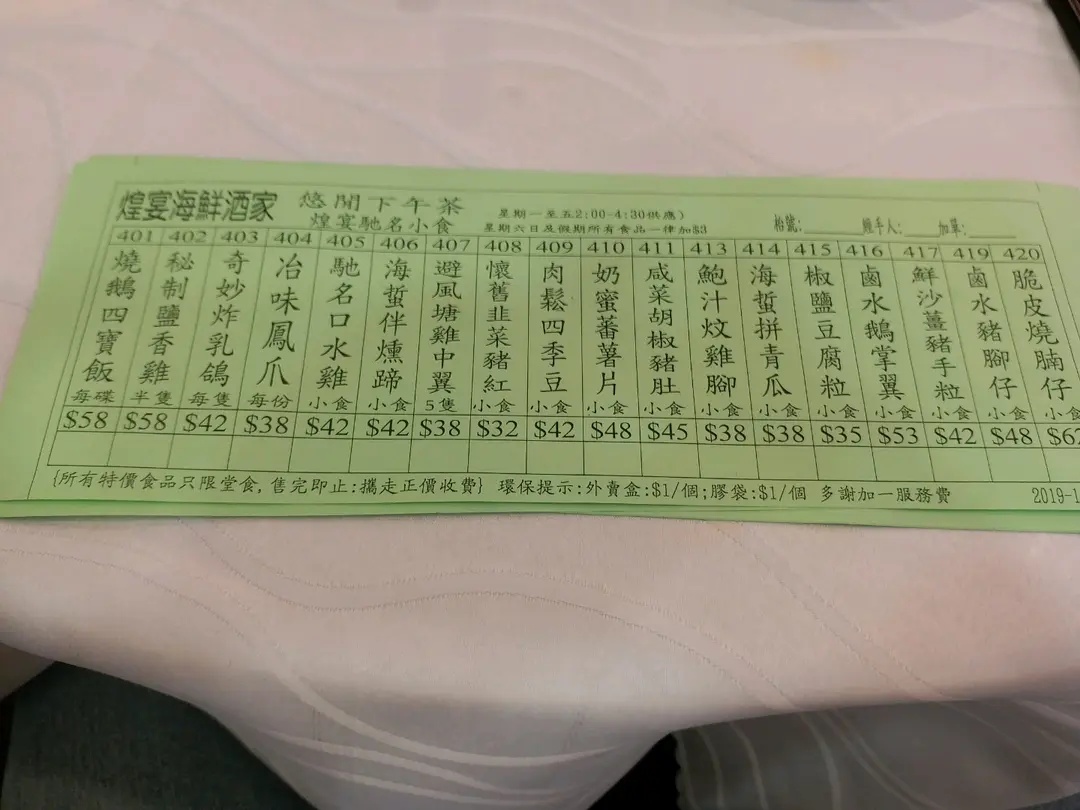 煌宴海鮮酒家
悠閒下午茶
煌宴馳名小食
星期一至五2:00-4:30供應)
星期六日及假期所有食品一律加$3
枱號:
經手人:
加單:
401 燒鵝四寶飯 每碟 $58
402 秘制鹽香雞 半隻 $58
403 奇妙炸乳鴿 每隻 $42
404 冶味鳳爪 每份 $38
405 馳名口水雞 小食 $42
406 海蜇伴燻蹄 小食 $42
407 避風塘雞中翼 5隻 $38
408 懷舊韭菜豬紅 小食 $32
409 肉鬆四季豆 小食 $42
410 奶蜜蕃薯片 小食 $48
411 咸菜胡椒豬肚 小食 $45
413 鮑汁炆雞腳 小食 $38
414 海蜇拼青瓜 小食 $38
415 椒鹽豆腐粒 小食 $35
416 鹵水鵝掌翼 小食 $53
417 鮮沙薑豬手粒 小食 $42
419 鹵水豬腳仔 小食 $48
420 脆皮燒腩仔 小食 $62
{所有特價食品只限堂食,售完即止:攜走正價收費} 環保提示:外賣盒:$1/個;膠袋:$1/個 多謝加一服務費
2019-1